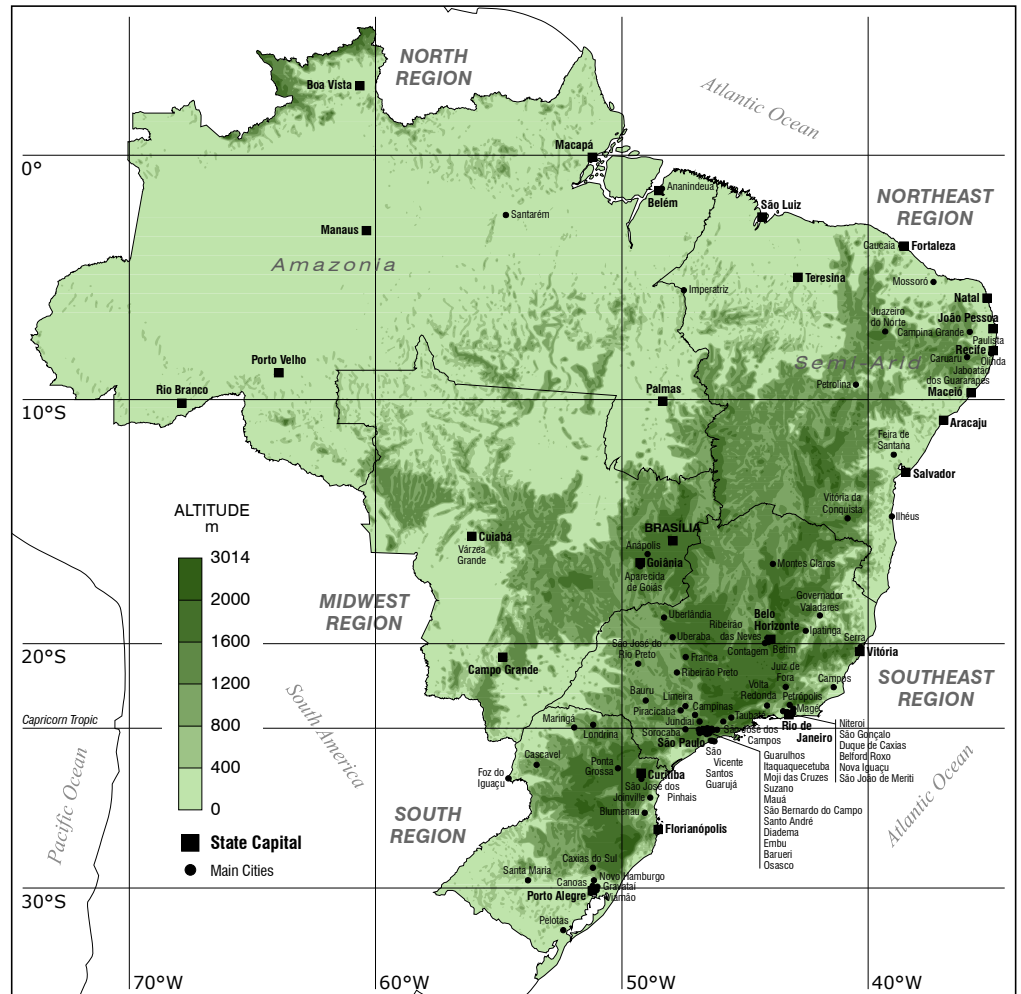 NORTH
REGION
Boa Vista
Atlantic Ocean
Macapá
0°
Ananindeua
Belém
São Luiz
NORTHEAST
REGION
Santarém
Manaus
Caucaia
Fortaleza
Amazonia
Teresina
Mossoró
Imperatriz
Natal
Juazeiro
do Norte
João Pessoa
Campina Grande
Paulista
Recife
Olinda
Caruaru
Semi-Arid
Jaboatão
dos Guararapes
Porto Velho
Petrolina
Rio Branco
Palmas
Maceió
10°S
Aracaju
Feira de
Santana
Salvador
Vitória da
Conquista
Ilhéus
ALTITUDE
m
3014
2000
1600
1200
800
400
0
State Capital
Main Cities
BRASÍLIA
Cuiabá
Várzea
Grande
Anápolis
Goiânia
Aparecida
de Goiás
Montes Claros
MIDWEST
REGION
Governador
Valadares
Uberlândia
Belo
Horizonte
Ribeirão
das Neves
Ipatinga
Uberaba
Contagem
Betim
Serra
Vitória
20°S
São José do
Rio Preto
Franca
Campo Grande
Ribeirão Preto
Juiz de
Fora
SOUTHEAST
REGION
Campos
Bauru
Limeira
Volta
Redonda
Petrópolis
Piracicaba
Campinas
Magé
South America
Capricorn Tropic
Maringá
Londrina
Jundiaí
Taubaté
Sorocaba
São José dos
Campos
São Paulo
Rio de
Janeiro
Niteroi
São Gonçalo
Duque de Caxias
Belford Roxo
Nova Iguaçu
São João de Meriti
São
Vicente
Santos
Guarujá
Guarulhos
Itaquaquecetuba
Moji das Cruzes
Suzano
Mauá
São Bernardo do Campo
Santo André
Diadema
Embu
Barueri
Osasco
Cascavel
Ponta
Grossa
Foz do
Iguaçu
Curitiba
São José dos
Pinhais
Joinville
Blumenau
Florianópolis
Pacific Ocean
Atlantic Ocean
SOUTH
REGION
Caxias do Sul
Santa Maria
Novo Hamburgo
Canoas
Gravataí
Porto Alegre
Viamão
30°S
Pelotas
70°W
60°W
50°W
40°W